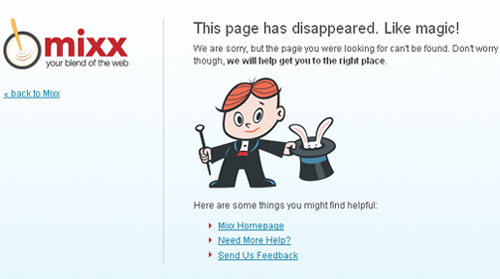 mixx
your blend of the web
< back to Mixx
This page has disappeared. Like magic!
We are sorry, but the page you were looking for can't be found. Don't worry
though, we will help get you to the right place.
Here are some things you might find helpful:
Mixx Homepage
Need More Help?
Send Us Feedback